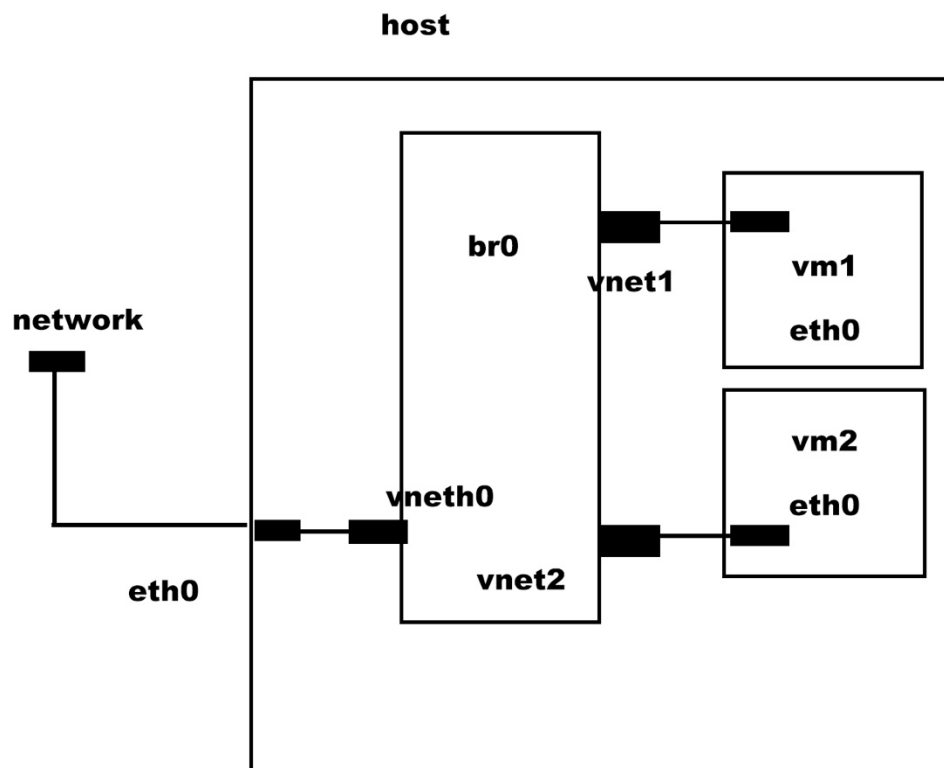 host
br0
vnet1
vm1
eth0
network
vm2
eth0
vneth0
vnet2
eth0